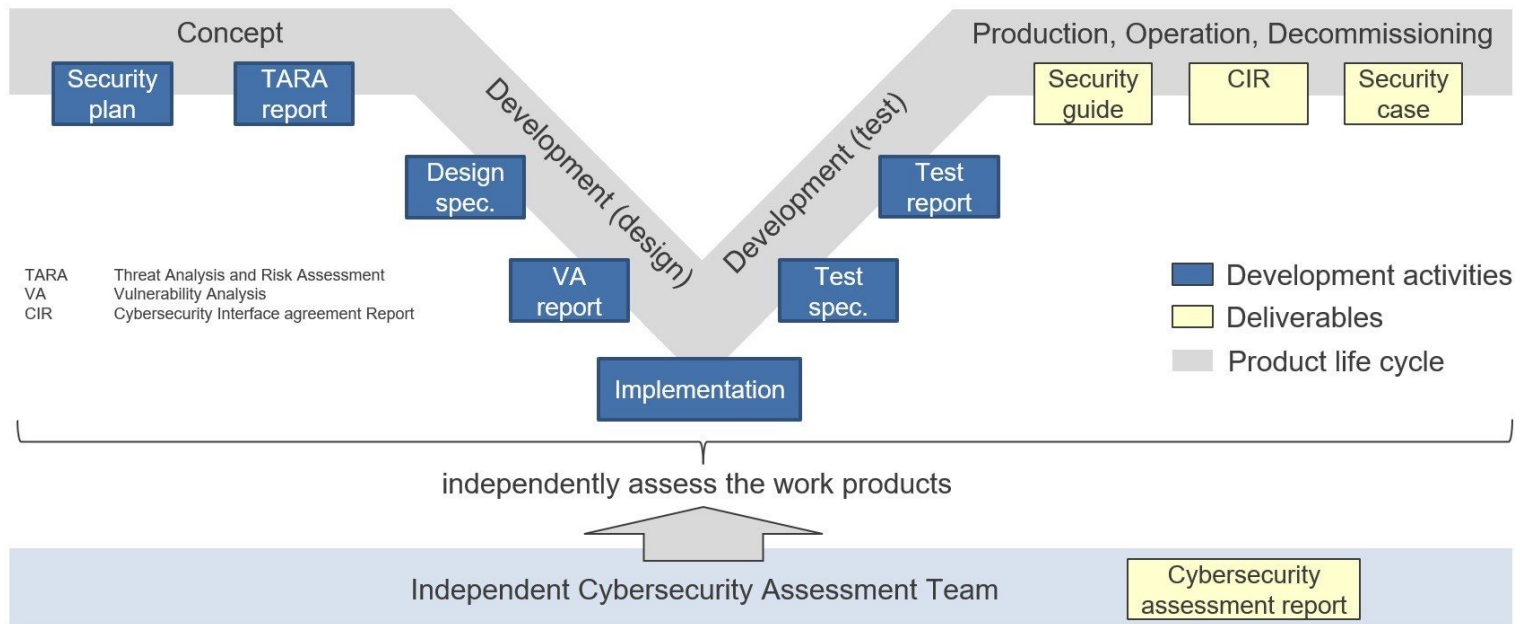 Concept
Production, Operation, Decommissioning
Security
plan
TARA
report
Security
guide
CIR
Security
case
Development (design)
Development (test)
Design
spec.
Test
report
VA
report
Test
spec.
Implementation
TARA Threat Analysis and Risk Assessment
VA Vulnerability Analysis
CIR Cybersecurity Interface agreement Report
Development activities
Deliverables
Product life cycle
independently assess the work products
Independent Cybersecurity Assessment Team
Cybersecurity
assessment report